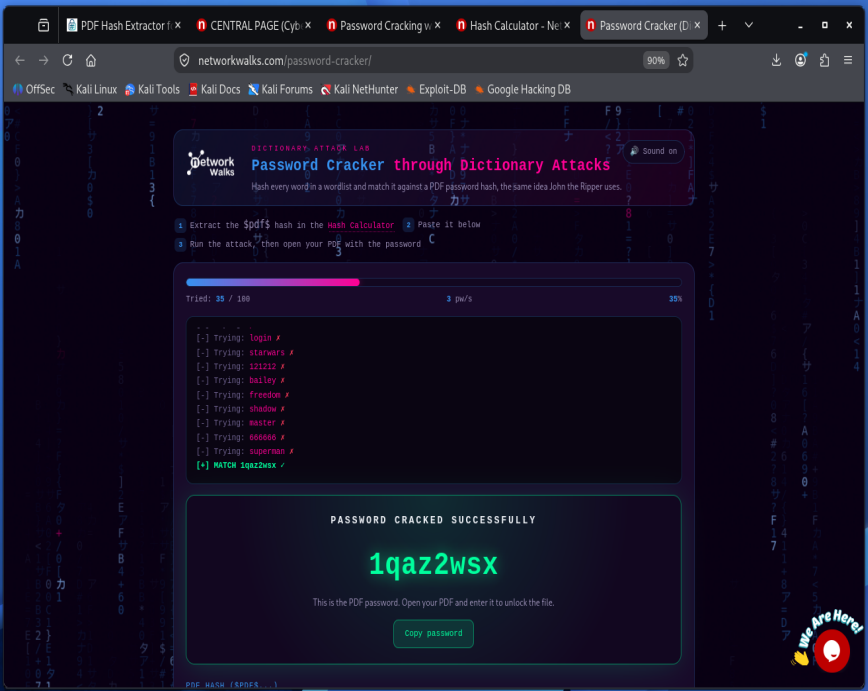 PDF Hash Extractor f
CENTRAL PAGE (Cyb
Password Cracking w
Hash Calculator - Net
Password Cracker (Di
networkwalks.com/password-cracker/
90%
OffSec
Kali Linux
Kali Tools
Kali Docs
Kali Forums
Kali NetHunter
Exploit-DB
Google Hacking DB
network
Walks
DICTIONARY ATTACK LAB
Password Cracker through Dictionary Attacks
Hash every word in a wordlist and match it against a PDF password hash, the same idea John the Ripper uses.
Sound on
1 Extract the $pdf$ hash in the Hash Calculator 2 Paste it below
3 Run the attack, then open your PDF with the password
Tried: 35 / 100
3 pw/s
35%
[-] Trying: login ✗
[-] Trying: starwars ✗
[-] Trying: 121212 ✗
[-] Trying: bailey ✗
[-] Trying: freedom ✗
[-] Trying: shadow ✗
[-] Trying: master ✗
[-] Trying: 666666 ✗
[-] Trying: superman ✗
[+] MATCH 1qaz2wsx ✓
PASSWORD CRACKED SUCCESSFULLY
1qaz2wsx
This is the PDF password. Open your PDF and enter it to unlock the file.
Copy password
We Are Here!
PDF HASH ($PDF$...)